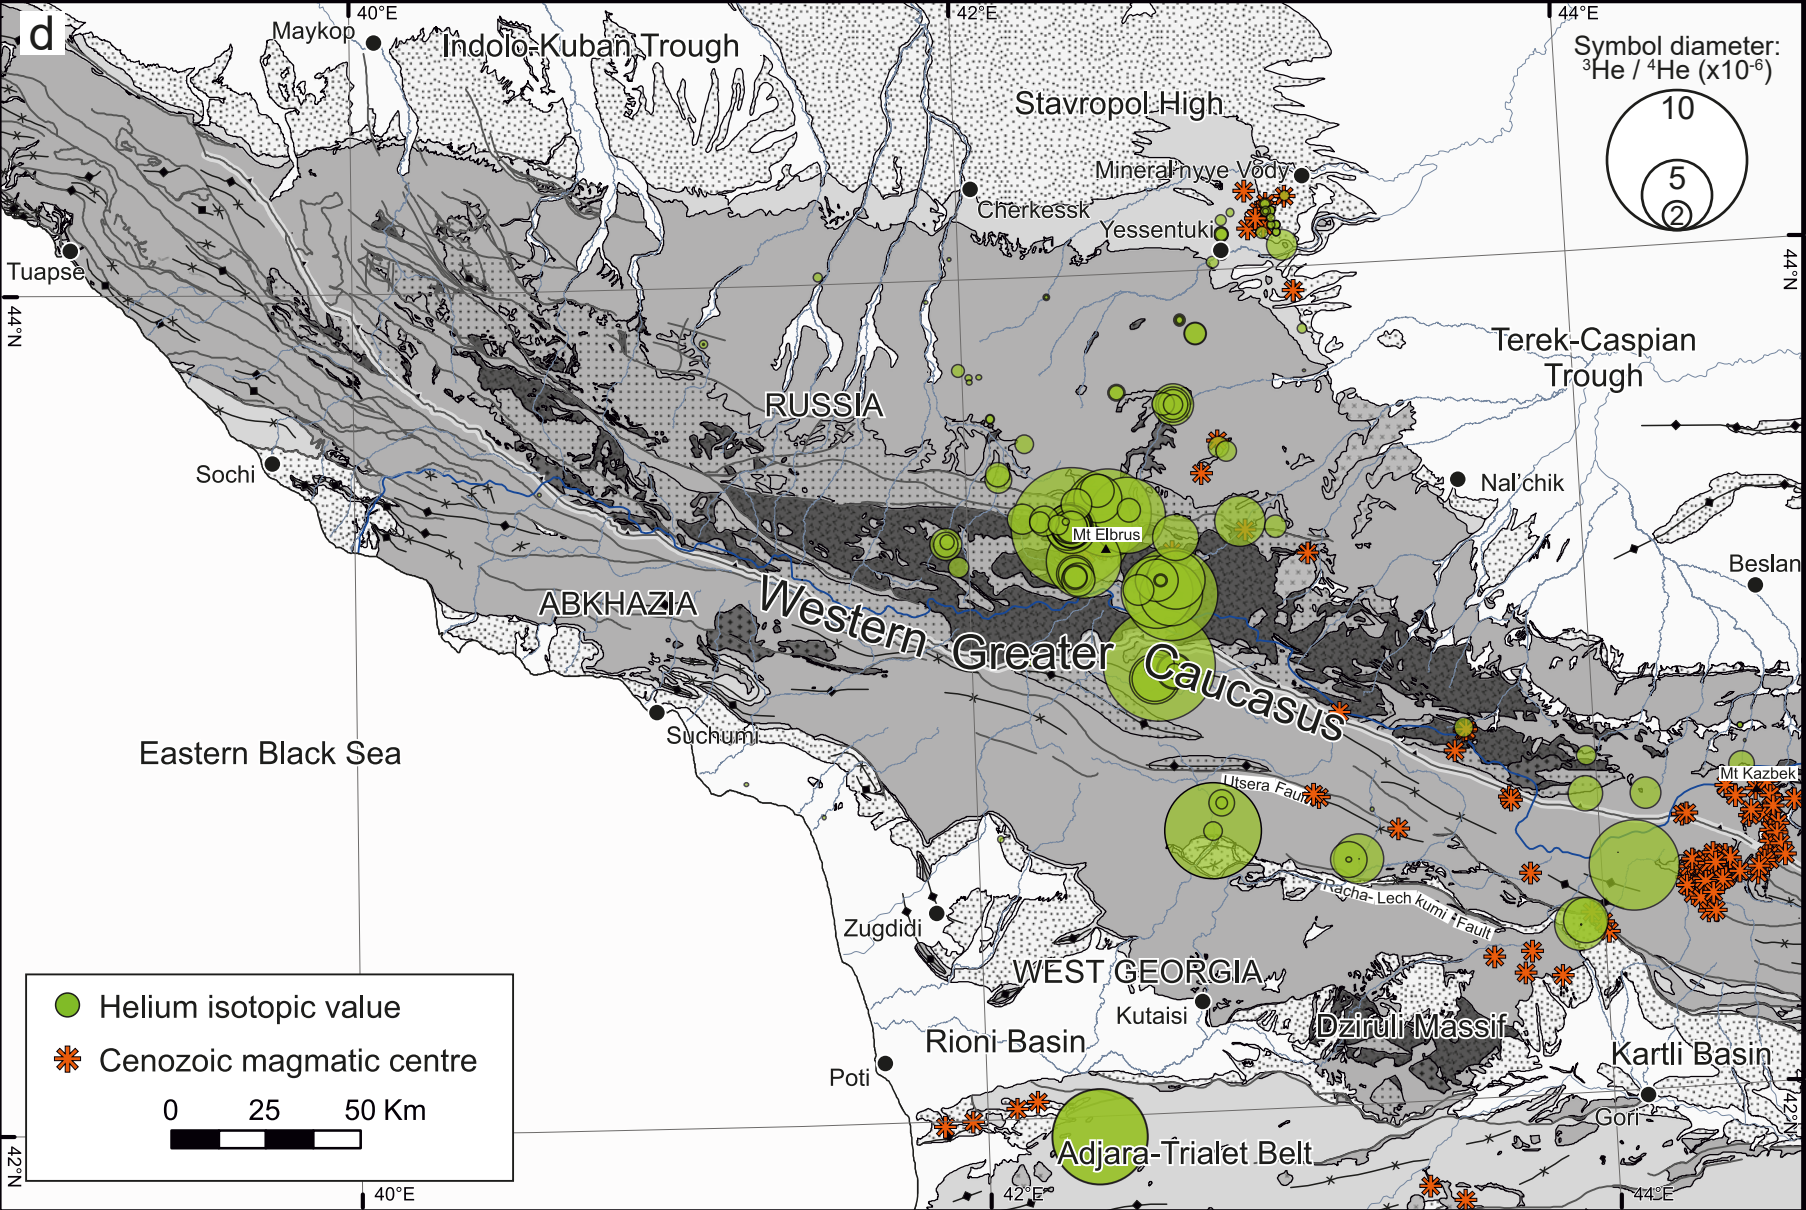 d
40°E
42°E
44°E
Maykop
Indolo-Kuban Trough
Symbol diameter:
³He / ⁴He (x10⁻⁶)
10
5
2
Stavropol High
Mineral'nyye Vody
Cherkessk
Yessentuki
Tuapse
44°N
44°N
Terek-Caspian
Trough
RUSSIA
Sochi
Nal'chik
Mt Elbrus
Beslan
ABKHAZIA
Western Greater Caucasus
Suchumi
Eastern Black Sea
Mt Kazbek
Utsera Fault
Racha- Lech kumi Fault
Zugdidi
WEST GEORGIA
Kutaisi
Dziruli Massif
Rioni Basin
Kartli Basin
Poti
Gori
Helium isotopic value
Cenozoic magmatic centre
0 25 50 Km
Adjara-Trialet Belt
42°N
42°N
40°E
42°E
44°E